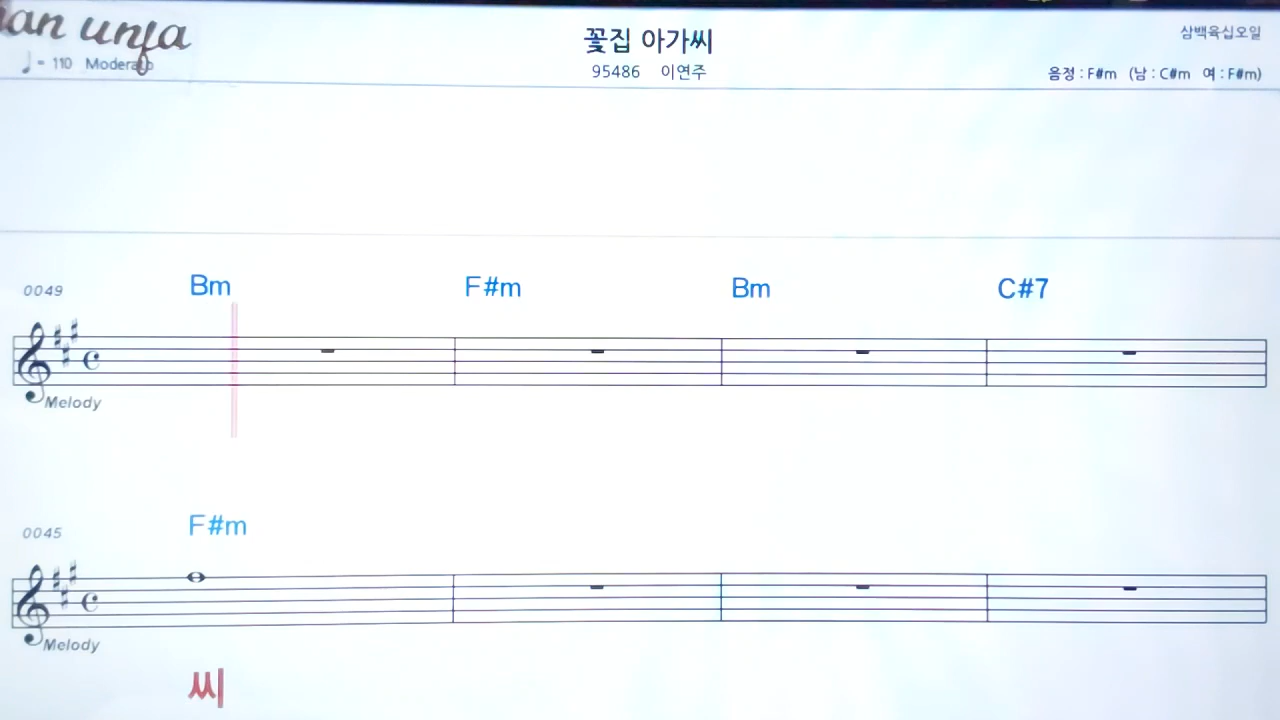 an unfa
♩ = 110 Moderato
꽃집 아가씨
95486 이연주
삼백육십오일
음정 : F#m (남 : C#m 여 : F#m)
0049 Bm F#m Bm C#7
Melody
0045 F#m
Melody
씨